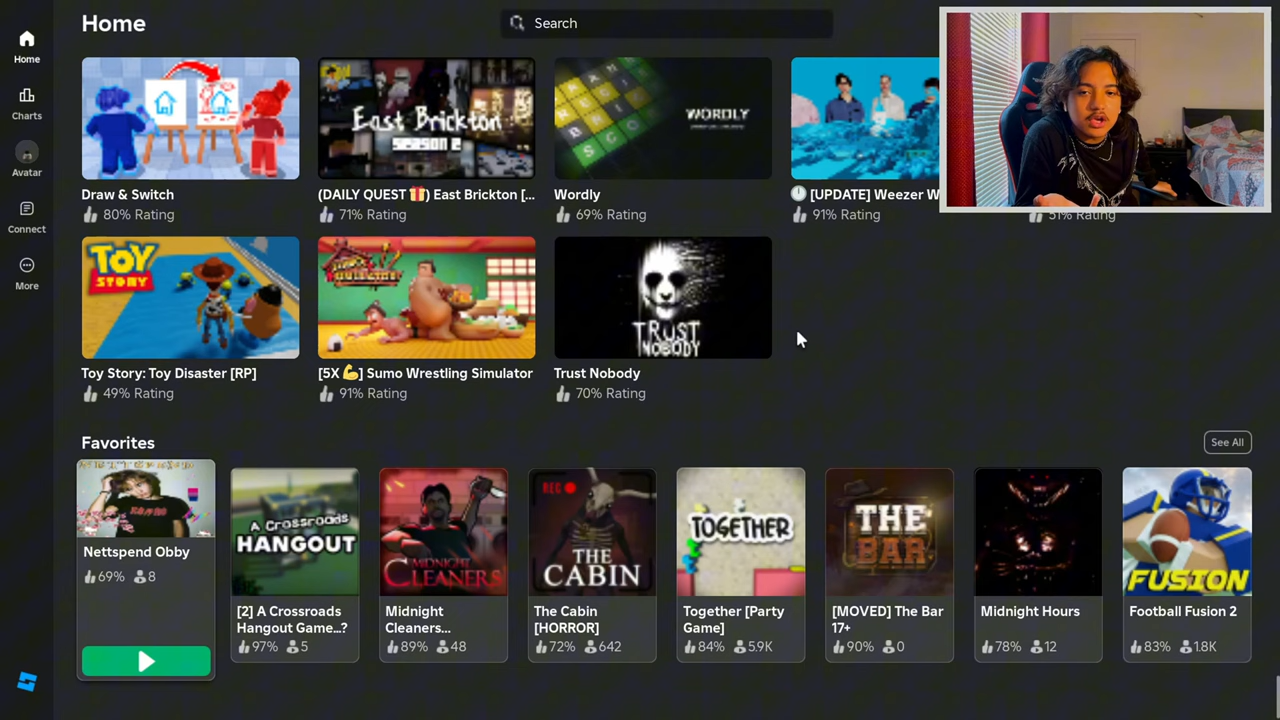 Home
Search
Home
Charts
Avatar
Connect
More
East Brickton
SEASON 2
WORDLY
Draw & Switch
80% Rating
(DAILY QUEST 🎁) East Brickton [...
71% Rating
Wordly
69% Rating
🕛 [UPDATE] Weezer W
91% Rating
51% Rating
TOY
STORY
TRUST
NOBODY
Toy Story: Toy Disaster [RP]
49% Rating
[5X 💪] Sumo Wrestling Simulator
91% Rating
Trust Nobody
70% Rating
Favorites
See All
Nettspend Obby
69% 8
A Crossroads
HANGOUT
[2] A Crossroads
Hangout Game...?
97% 5
MIDNIGHT
CLEANERS
Midnight
Cleaners...
89% 48
REC
THE
CABIN
The Cabin
[HORROR]
72% 642
TOGETHER
Together [Party
Game]
84% 5.9K
THE
BAR
[MOVED] The Bar
17+
90% 0
Midnight Hours
78% 12
FUSION
Football Fusion 2
83% 1.8K